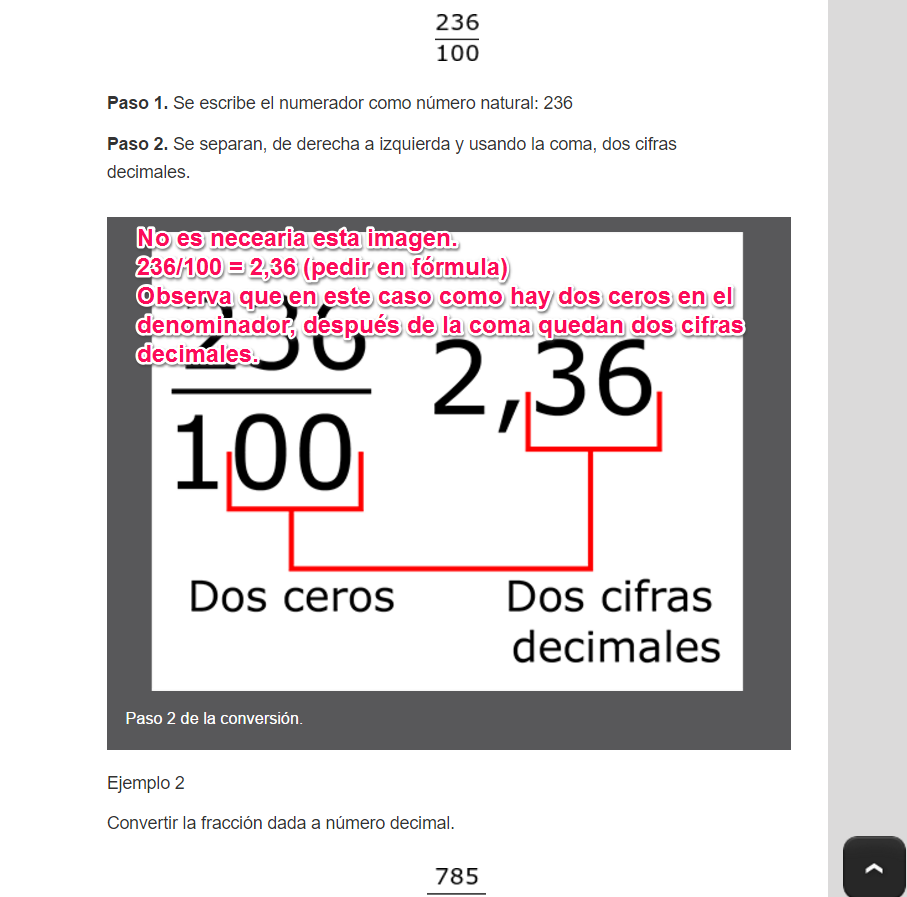 236
100
Paso 1. Se escribe el numerador como número natural: 236
Paso 2. Se separan, de derecha a izquierda y usando la coma, dos cifras
decimales.
No es necearia esta imagen.
236/100 = 2,36 (pedir en fórmula)
Observa que en este caso como hay dos ceros en el
denominador, después de la coma quedan dos cifras
decimales.
236
100
2,36
Dos ceros
Dos cifras
decimales
Paso 2 de la conversión.
Ejemplo 2
Convertir la fracción dada a número decimal.
785